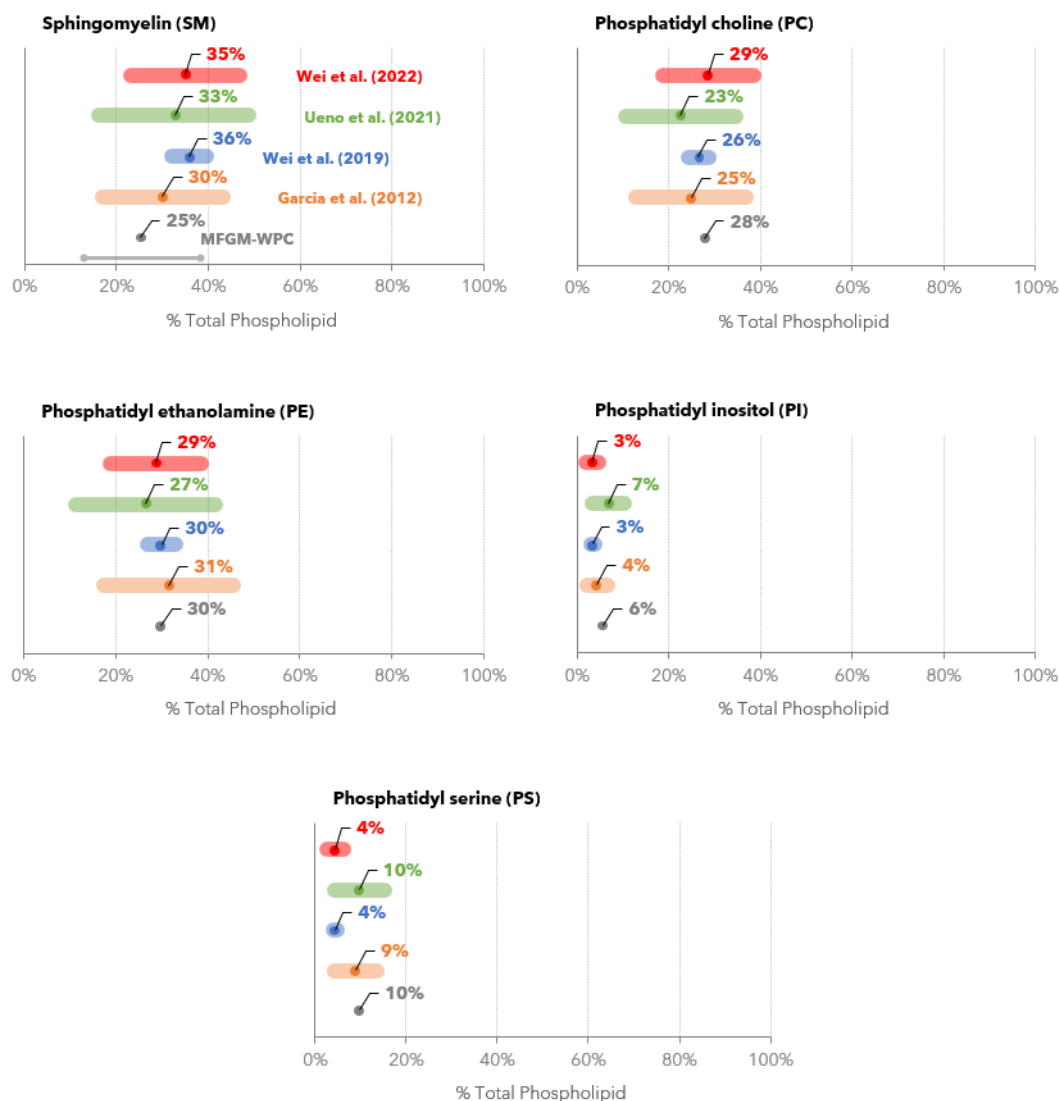 Sphingomyelin (SM)
35%
Wei et al. (2022)
33%
Ueno et al. (2021)
36%
Wei et al. (2019)
30%
Garcia et al. (2012)
25%
MFGM-WPC
0% 20% 40% 60% 80% 100%
% Total Phospholipid
Phosphatidyl choline (PC)
29%
23%
26%
25%
28%
0% 20% 40% 60% 80% 100%
% Total Phospholipid
Phosphatidyl ethanolamine (PE)
29%
27%
30%
31%
30%
0% 20% 40% 60% 80% 100%
% Total Phospholipid
Phosphatidyl inositol (PI)
3%
7%
3%
4%
6%
0% 20% 40% 60% 80% 100%
% Total Phospholipid
Phosphatidyl serine (PS)
4%
10%
4%
9%
10%
0% 20% 40% 60% 80% 100%
% Total Phospholipid